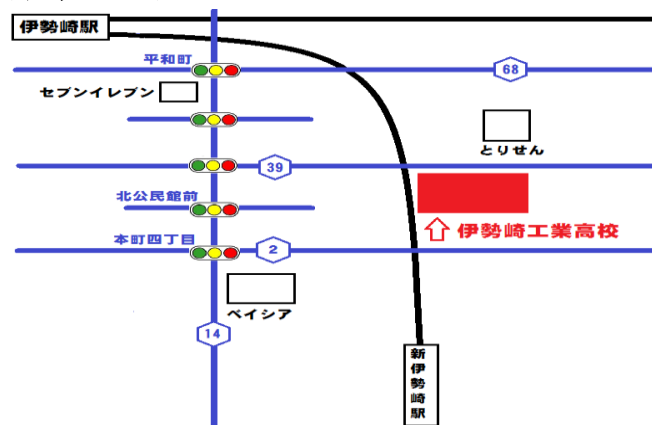 伊勢崎駅
平和町
68
セブンイレブン
とりせん
39
北公民館前
伊勢崎工業高校
本町四丁目
2
ベイシア
14
新伊勢崎駅